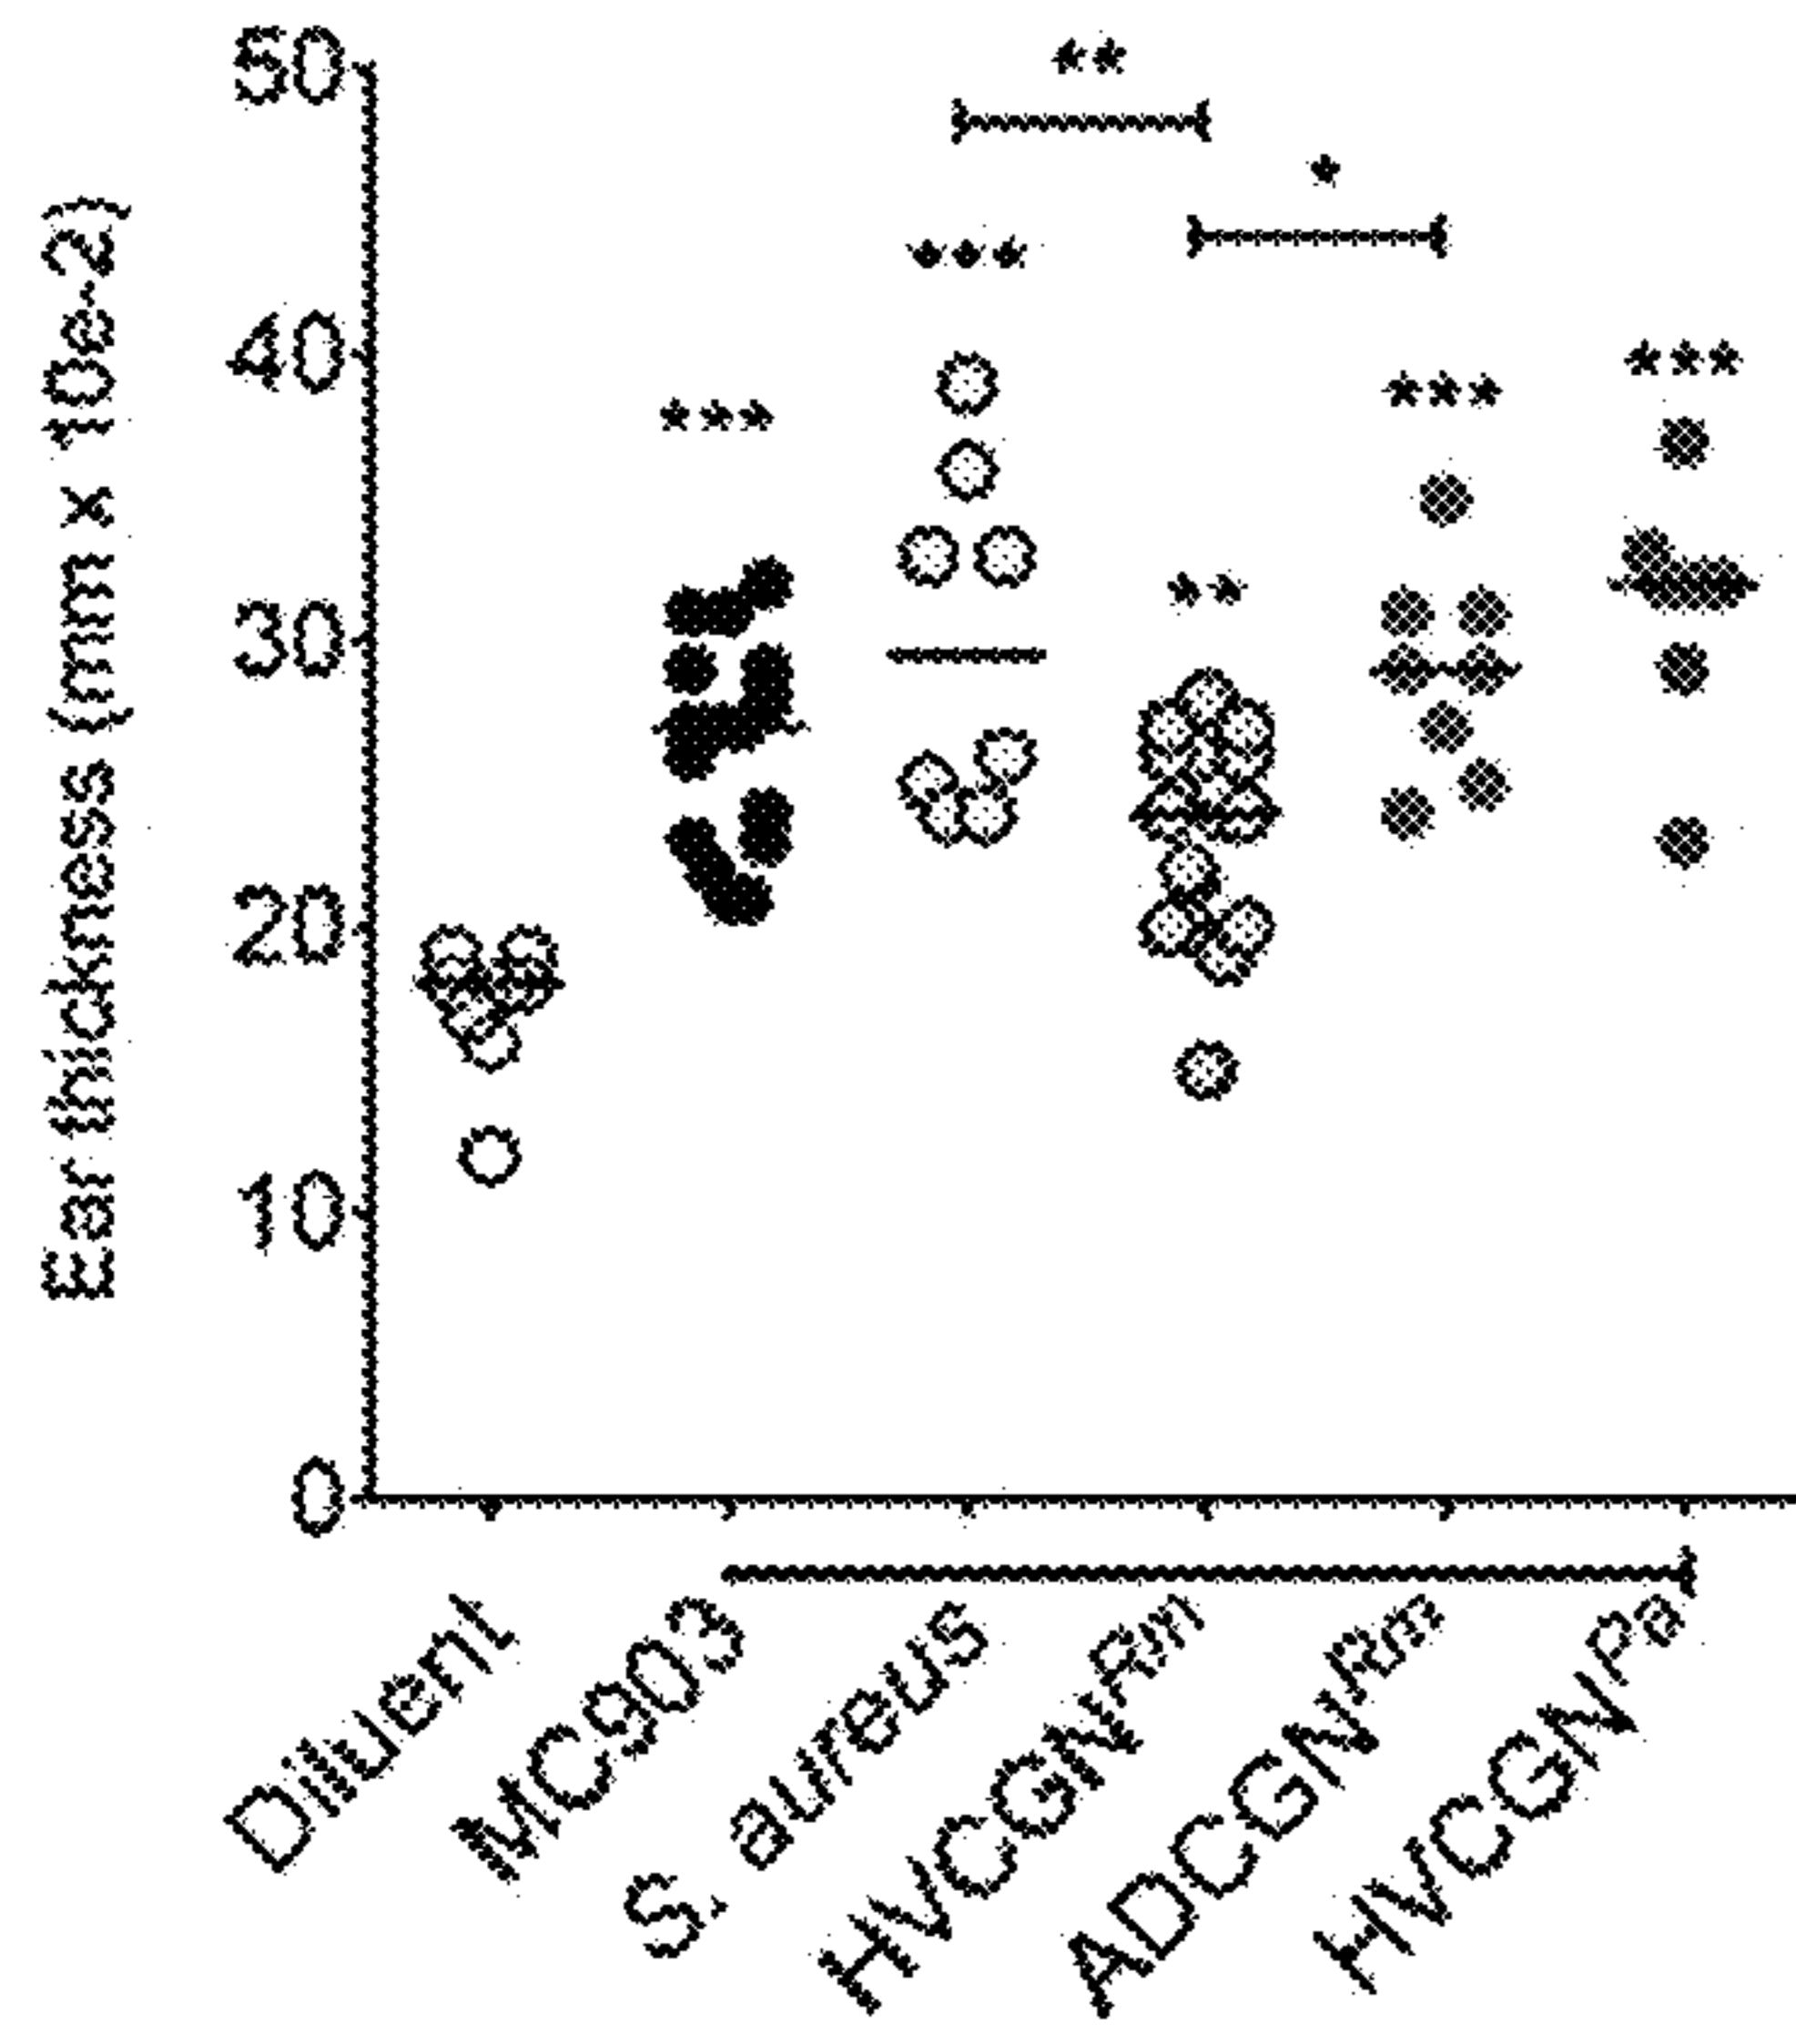 Ear thickness (mm x 10e-2)
50
40
30
20
10
0
**
*
***
***
***
***
**
Diluent
MC903
S. aureus
HVCGN Rm
ADCGN Rm
HVCGN Pa